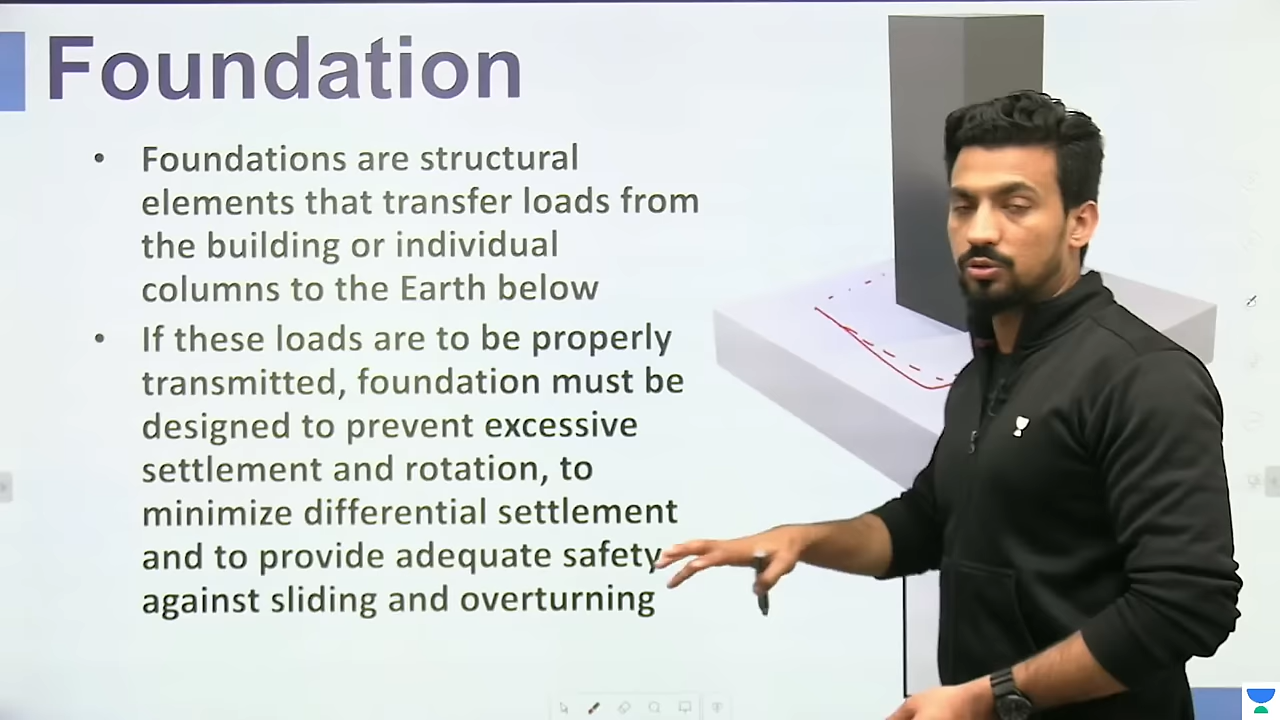 Foundation
• Foundations are structural
elements that transfer loads from
the building or individual
columns to the Earth below
• If these loads are to be properly
transmitted, foundation must be
designed to prevent excessive
settlement and rotation, to
minimize differential settlement
and to provide adequate safety
against sliding and overturning